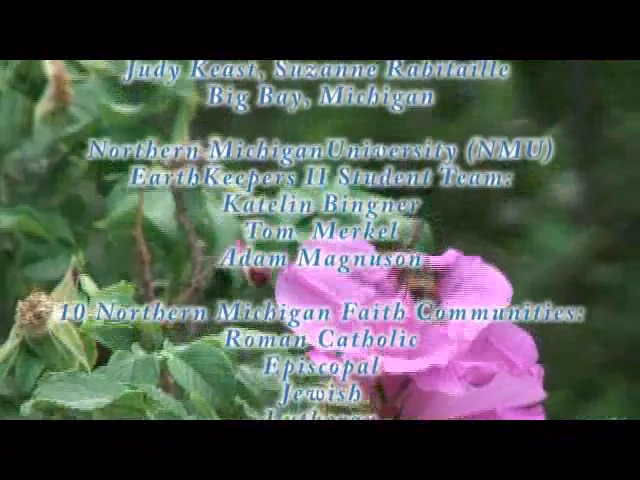 Judy Keast, Suzanne Rabitaille
Big Bay, Michigan
Northern MichiganUniversity (NMU)
EarthKeepers II Student Team:
Katelin Bingner
Tom Merkel
Adam Magnuson
10 Northern Michigan Faith Communities:
Roman Catholic
Episcopal
Jewish